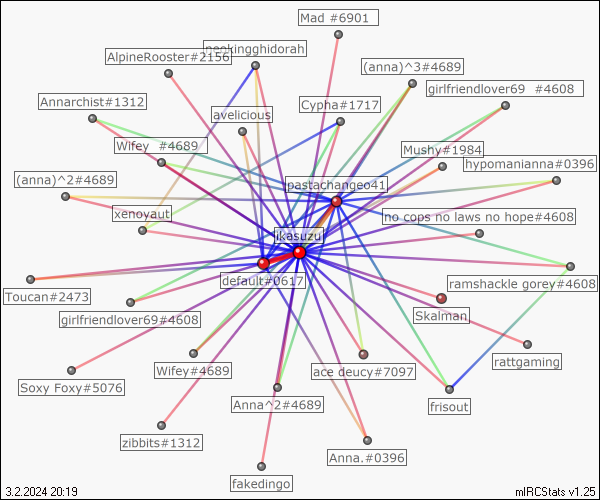 Mad #6901
AlpineRooster#2156
peekingghidorah
(anna)^3#4689
girlfriendlover69 #4608
Annarchist#1312
avelicious
Cypha#1717
Wifey #4689
Mushy#1984
hypomanianna#0396
(anna)^2#4689
pastachangeo41
xenoyaut
no cops no laws no hope#4608
ikasuzu
default#0617
ramshackle gorey#4608
Toucan#2473
girlfriendlover69#4608
Skalman
rattgaming
Soxy Foxy#5076
Wifey#4689
ace deucy#7097
Anna^2#4689
frisout
zibbits#1312
Anna.#0396
fakedingo
3.2.2024 20:19
mIRCStats v1.25